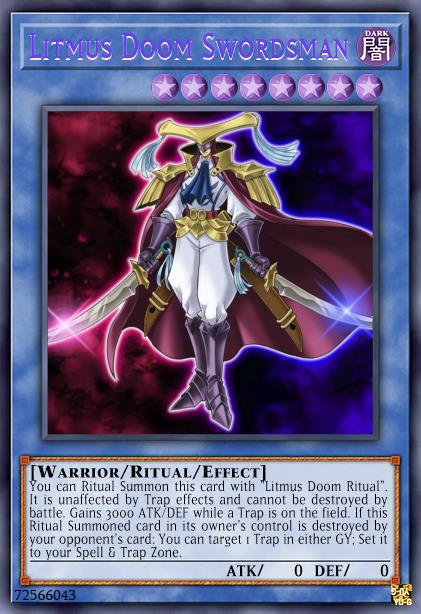 Litmus Doom Swordsman
DARK
闇
[Warrior/Ritual/Effect]
You can Ritual Summon this card with "Litmus Doom Ritual".
It is unaffected by Trap effects and cannot be destroyed by
battle. Gains 3000 ATK/DEF while a Trap is on the field. If this
Ritual Summoned card in its owner's control is destroyed by
your opponent's card: You can target 1 Trap in either GY; Set it
to your Spell & Trap Zone.
ATK/ 0 DEF/ 0
72566043